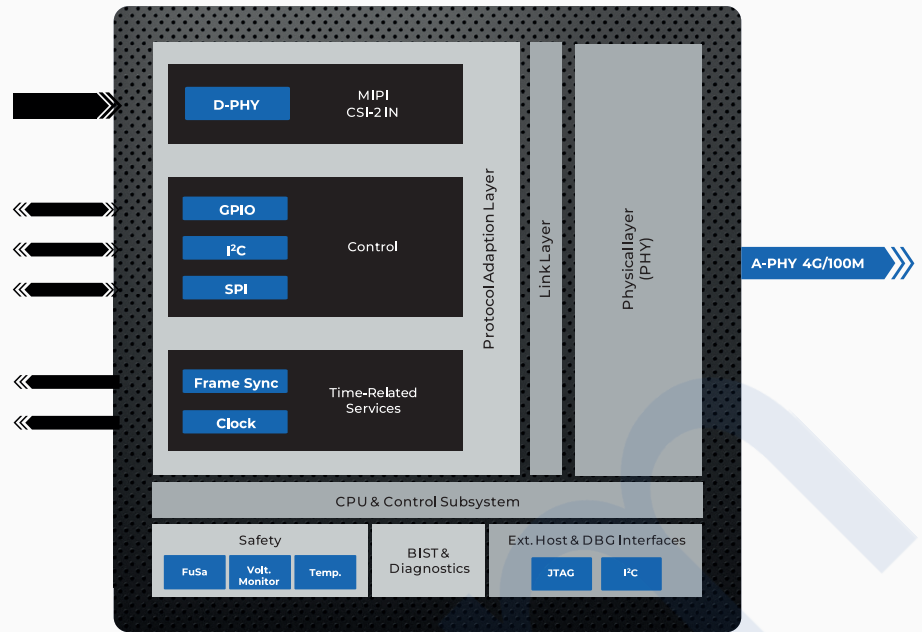 D-PHY
MIPI
CSI-2 IN
GPIO
I²C
SPI
Control
Frame Sync
Clock
Time-Related
Services
Protocol Adaption Layer
Link Layer
Physical layer
(PHY)
A-PHY 4G/100M
CPU & Control Subsystem
Safety
FuSa
Volt.
Monitor
Temp.
BIST &
Diagnostics
Ext. Host & DBG Interfaces
JTAG
I²C